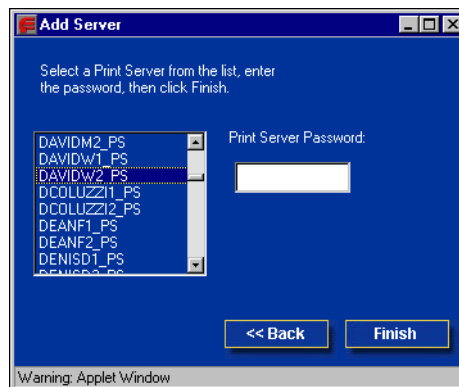 Add Server
Select a Print Server from the list, enter
the password, then click Finish.
Print Server Password:
DAVIDM2_PS
DAVIDW1_PS
DAVIDW2_PS
DCOLUZZI1_PS
DCOLUZZI2_PS
DEANF1_PS
DEANF2_PS
DENISD1_PS
<< Back
Finish
Warning: Applet Window